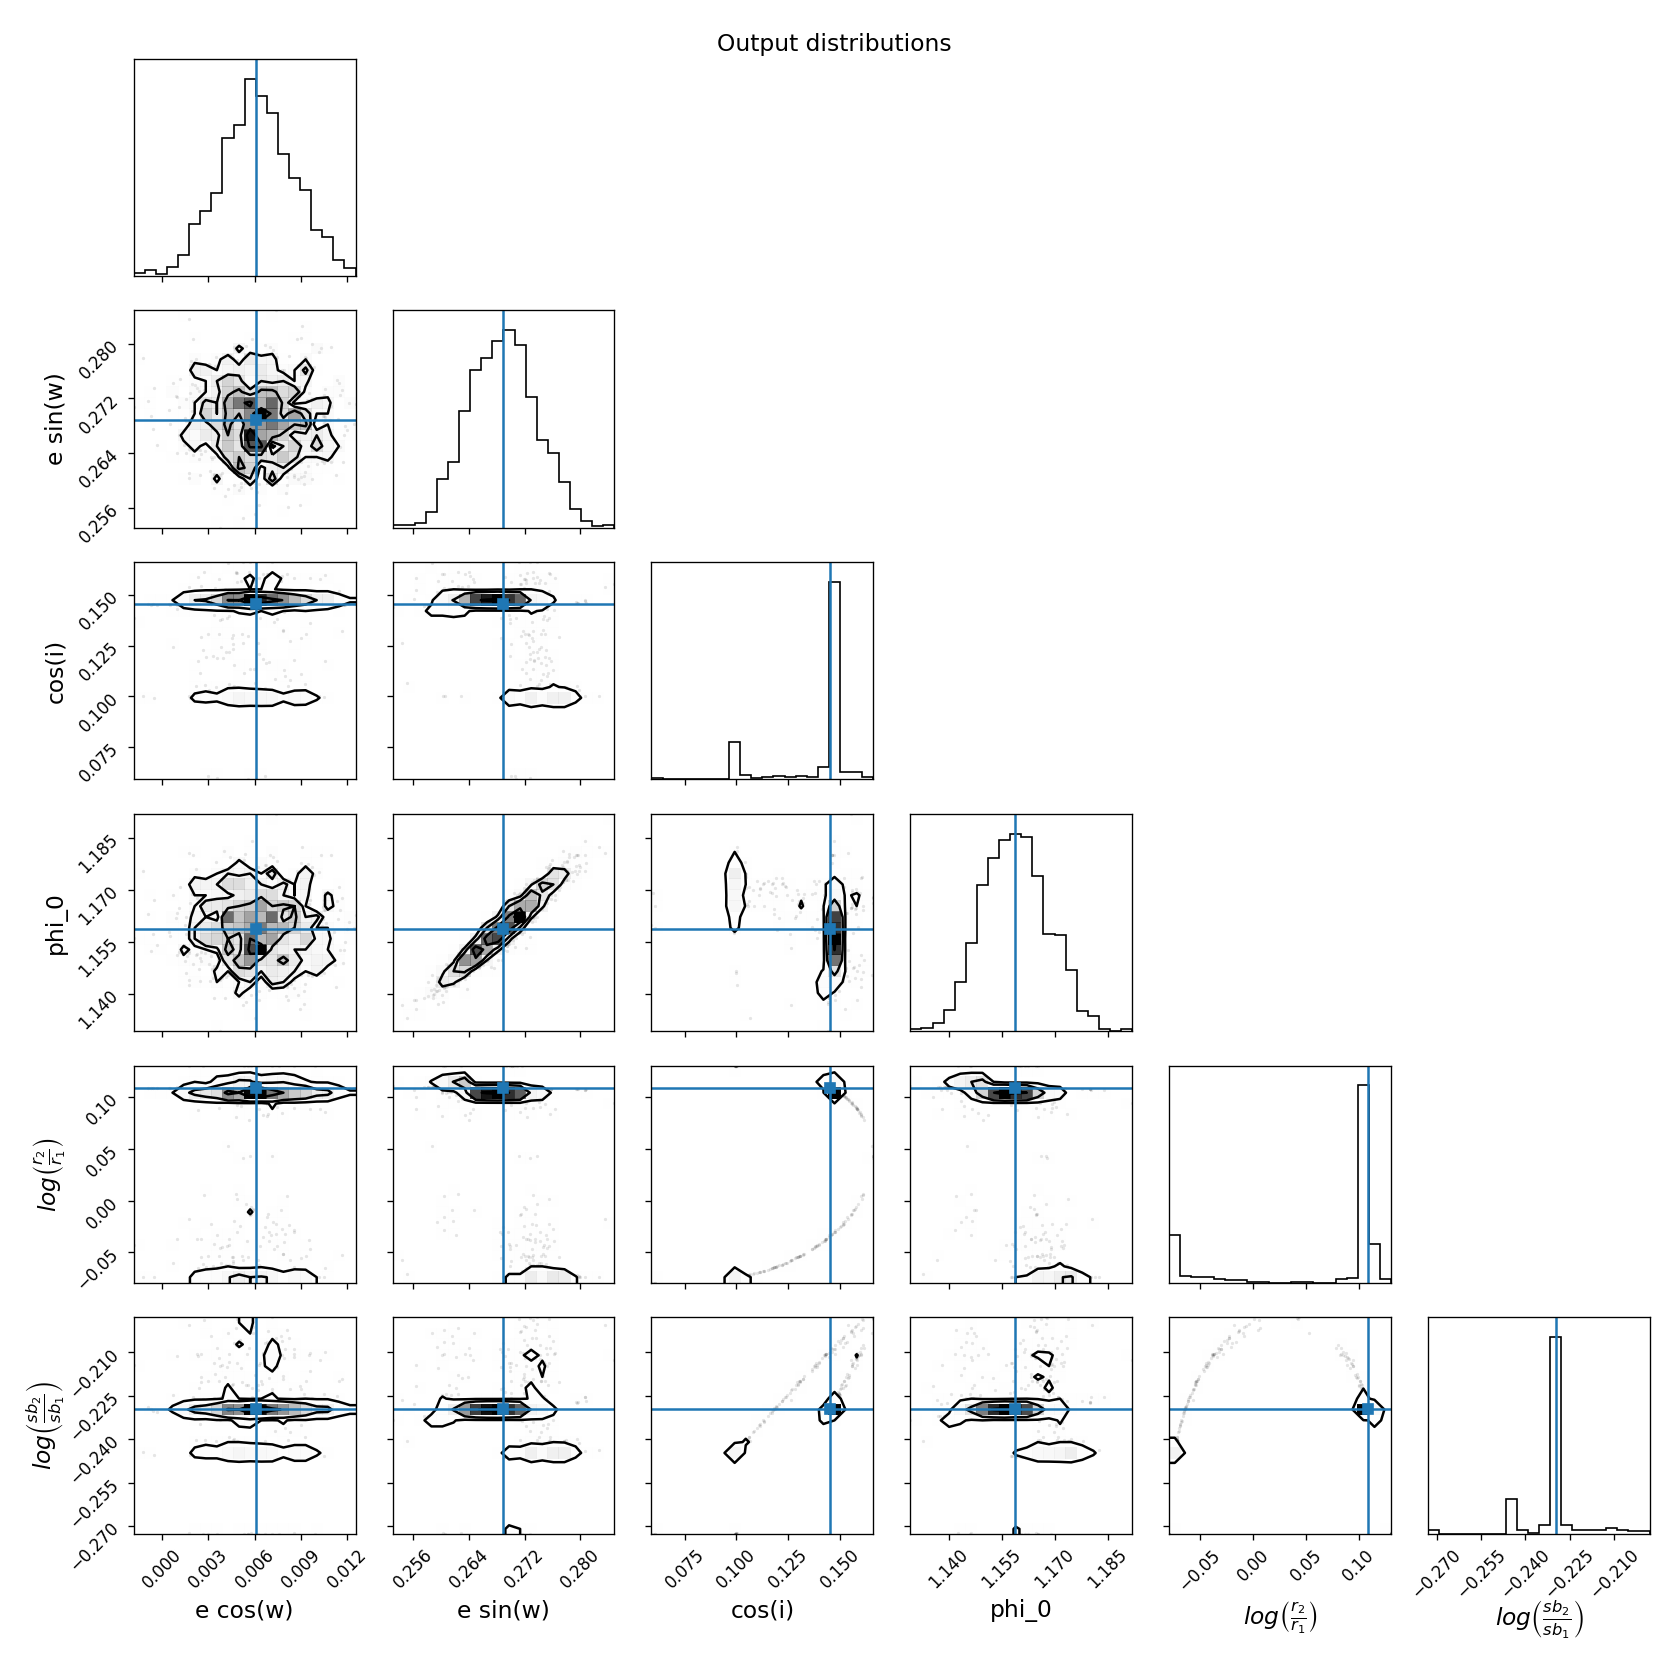 Output distributions
e sin(w)
0.280
0.272
0.264
0.256
cos(i)
0.150
0.125
0.100
0.075
phi_0
1.185
1.170
1.155
1.140
log(r2/r1)
0.10
0.05
0.00
−0.05
log(sb2/sb1)
−0.210
−0.225
−0.240
−0.255
−0.270
0.000 0.003 0.006 0.009 0.012 0.256 0.264 0.272 0.280 0.075 0.100 0.125 0.150 1.140 1.155 1.170 1.185 −0.05 0.00 0.05 0.10 −0.270 −0.255 −0.240 −0.225 −0.210
e cos(w) e sin(w) cos(i) phi_0 log(r2/r1) log(sb2/sb1)